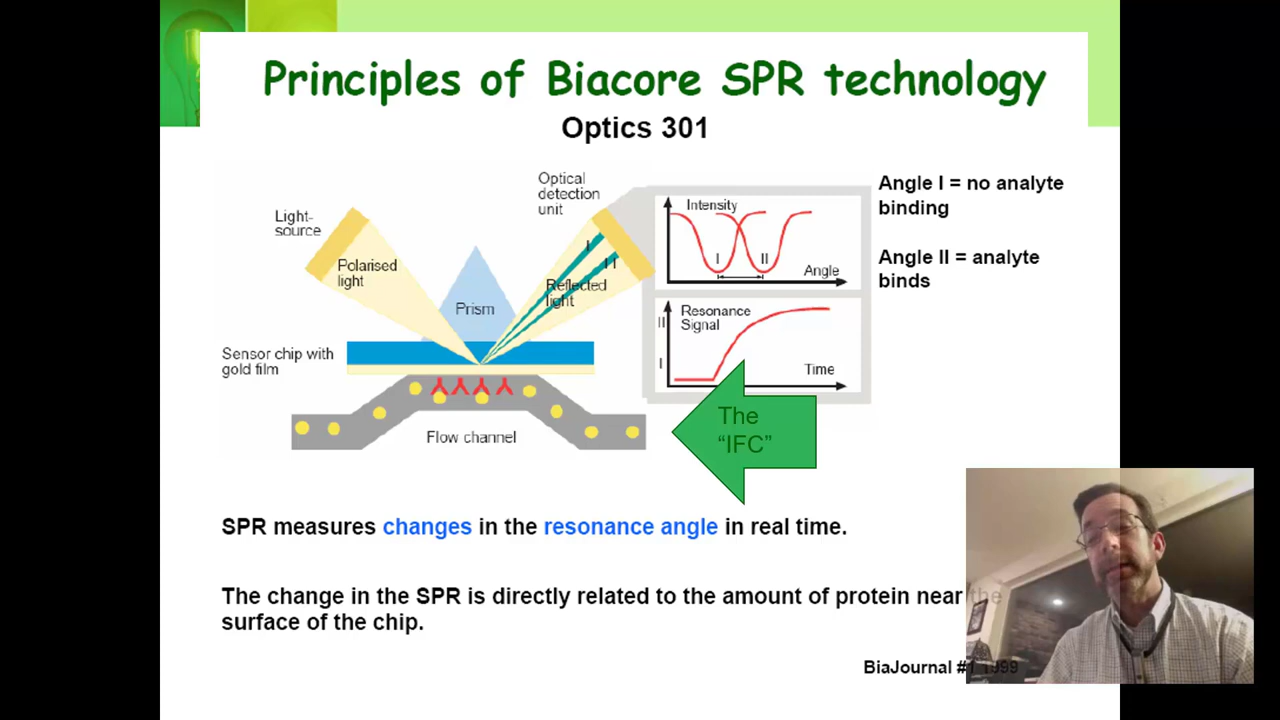 Principles of Biacore SPR technology
Optics 301
Light-
source
Polarised
light
Prism
Optical
detection
unit
I
II
Reflected
light
Sensor chip with
gold film
Flow channel
Intensity
I
II
Angle
Resonance
Signal
II
I
Time
Angle I = no analyte
binding
Angle II = analyte
binds
The
“IFC”
SPR measures changes in the resonance angle in real time.
The change in the SPR is directly related to the amount of protein near the
surface of the chip.
BiaJournal #1 1999